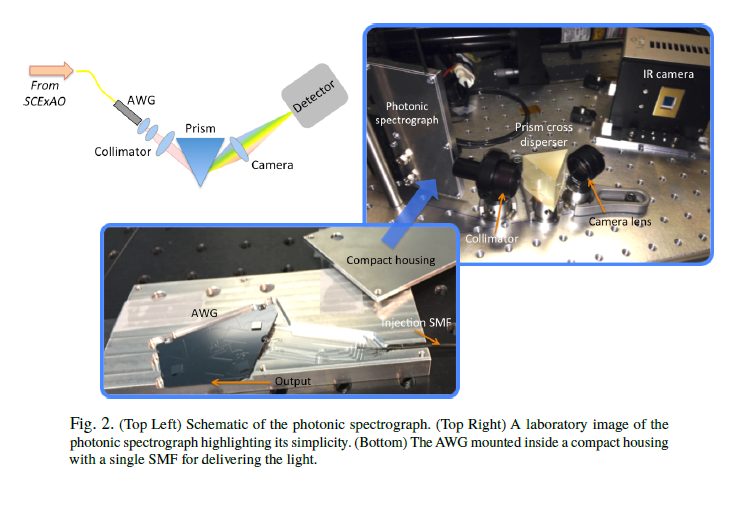 From
SCExAO
AWG
Prism
Collimator
Camera
Detector
IR camera
Photonic
spectrograph
Prism cross
disperser
Camera lens
Collimator
Compact housing
AWG
Injection SMF
Output
Fig. 2. (Top Left) Schematic of the photonic spectrograph. (Top Right) A laboratory image of the
photonic spectrograph highlighting its simplicity. (Bottom) The AWG mounted inside a compact housing
with a single SMF for delivering the light.